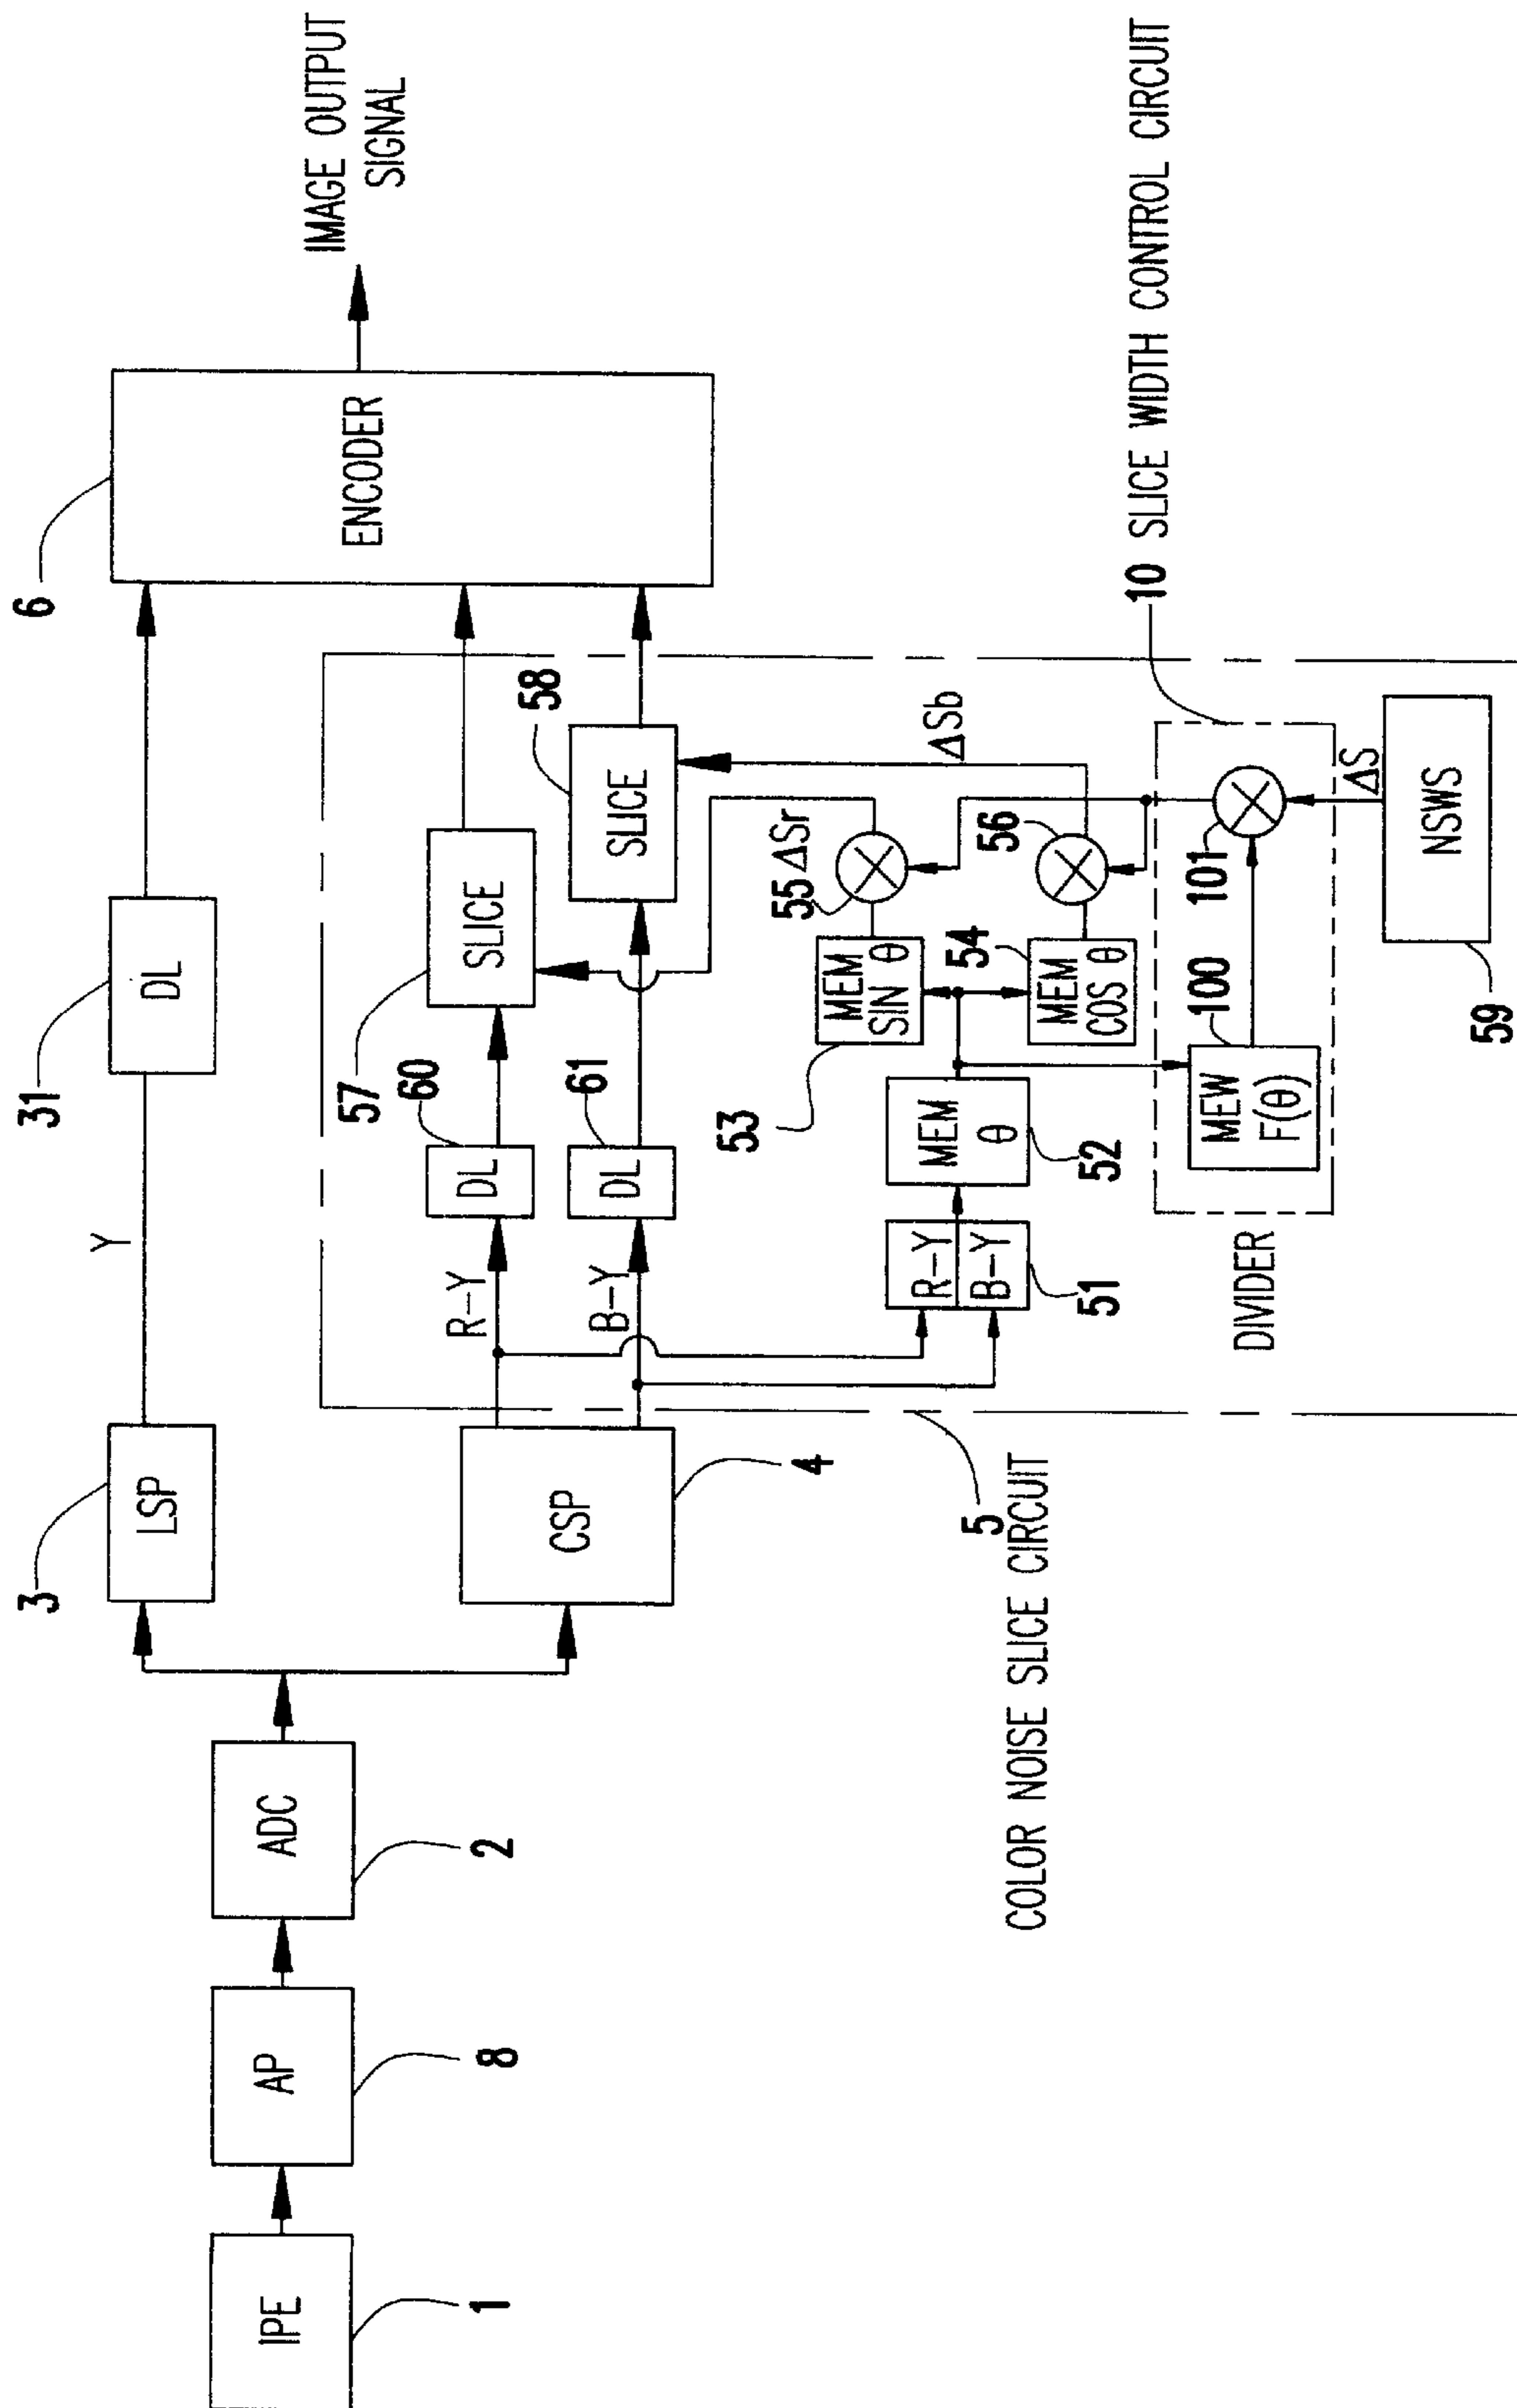 IPE
1
AP
8
ADC
2
LSP
3
CSP
4
Y
DL
31
ENCODER
6
IMAGE OUTPUT
SIGNAL
R-Y
B-Y
DL
60
DL
61
SLICE
57
SLICE
58
R-Y
B-Y
51
MEM
θ
52
MEM
SIN θ
53
MEM
COS θ
54
55
ΔSr
56
ΔSb
MEW
F(θ)
100
101
ΔS
NSWS
59
DIVIDER
10 SLICE WIDTH CONTROL CIRCUIT
5
COLOR NOISE SLICE CIRCUIT